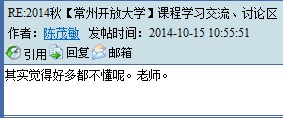 RE:2014秋【常州开放大学】课程学习交流、讨论区
作者：陈茂敏 发帖时间：2014-10-15 10:55:51
引用 回复 邮箱
其实觉得好多都不懂呢。老师。